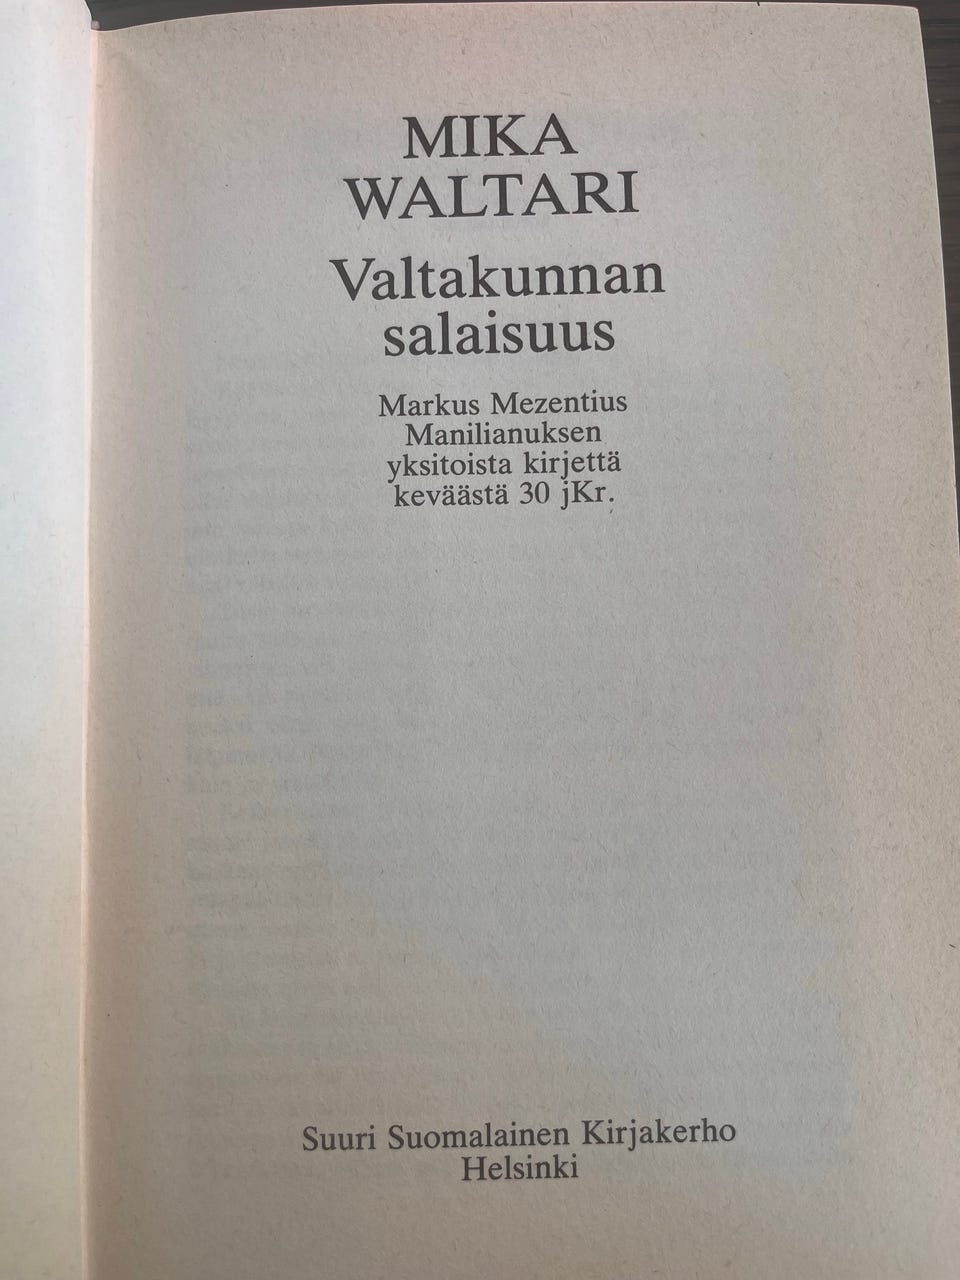 MIKA
WALTARI
Valtakunnan
salaisuus
Markus Mezentius
Manilianuksen
yksitoista kirjettä
keväästä 30 jKr.
Suuri Suomalainen Kirjakerho
Helsinki